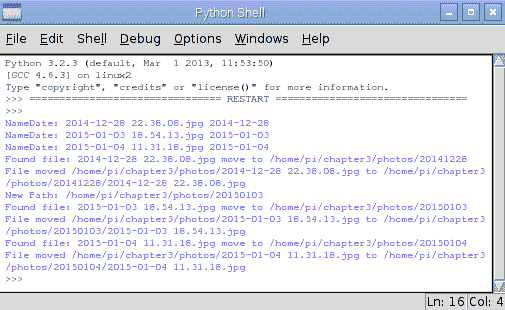 Python Shell
File Edit Shell Debug Options Windows Help
Python 3.2.3 (default, Mar  1 2013, 11:53:50)
[GCC 4.6.3] on linux2
Type "copyright", "credits" or "license()" for more information.
>>> ================================ RESTART ================================
>>>
NameDate: 2014-12-28 22.38.08.jpg 2014-12-28
NameDate: 2015-01-03 18.54.13.jpg 2015-01-03
NameDate: 2015-01-04 11.31.18.jpg 2015-01-04
Found file: 2014-12-28 22.38.08.jpg move to /home/pi/chapter3/photos/20141228
File moved /home/pi/chapter3/photos/2014-12-28 22.38.08.jpg to /home/pi/chapter3
/photos/20141228/2014-12-28 22.38.08.jpg
New Path: /home/pi/chapter3/photos/20150103
Found file: 2015-01-03 18.54.13.jpg move to /home/pi/chapter3/photos/20150103
File moved /home/pi/chapter3/photos/2015-01-03 18.54.13.jpg to /home/pi/chapter3
/photos/20150103/2015-01-03 18.54.13.jpg
Found file: 2015-01-04 11.31.18.jpg move to /home/pi/chapter3/photos/20150104
File moved /home/pi/chapter3/photos/2015-01-04 11.31.18.jpg to /home/pi/chapter3
/photos/20150104/2015-01-04 11.31.18.jpg
>>>
Ln: 16 Col: 4